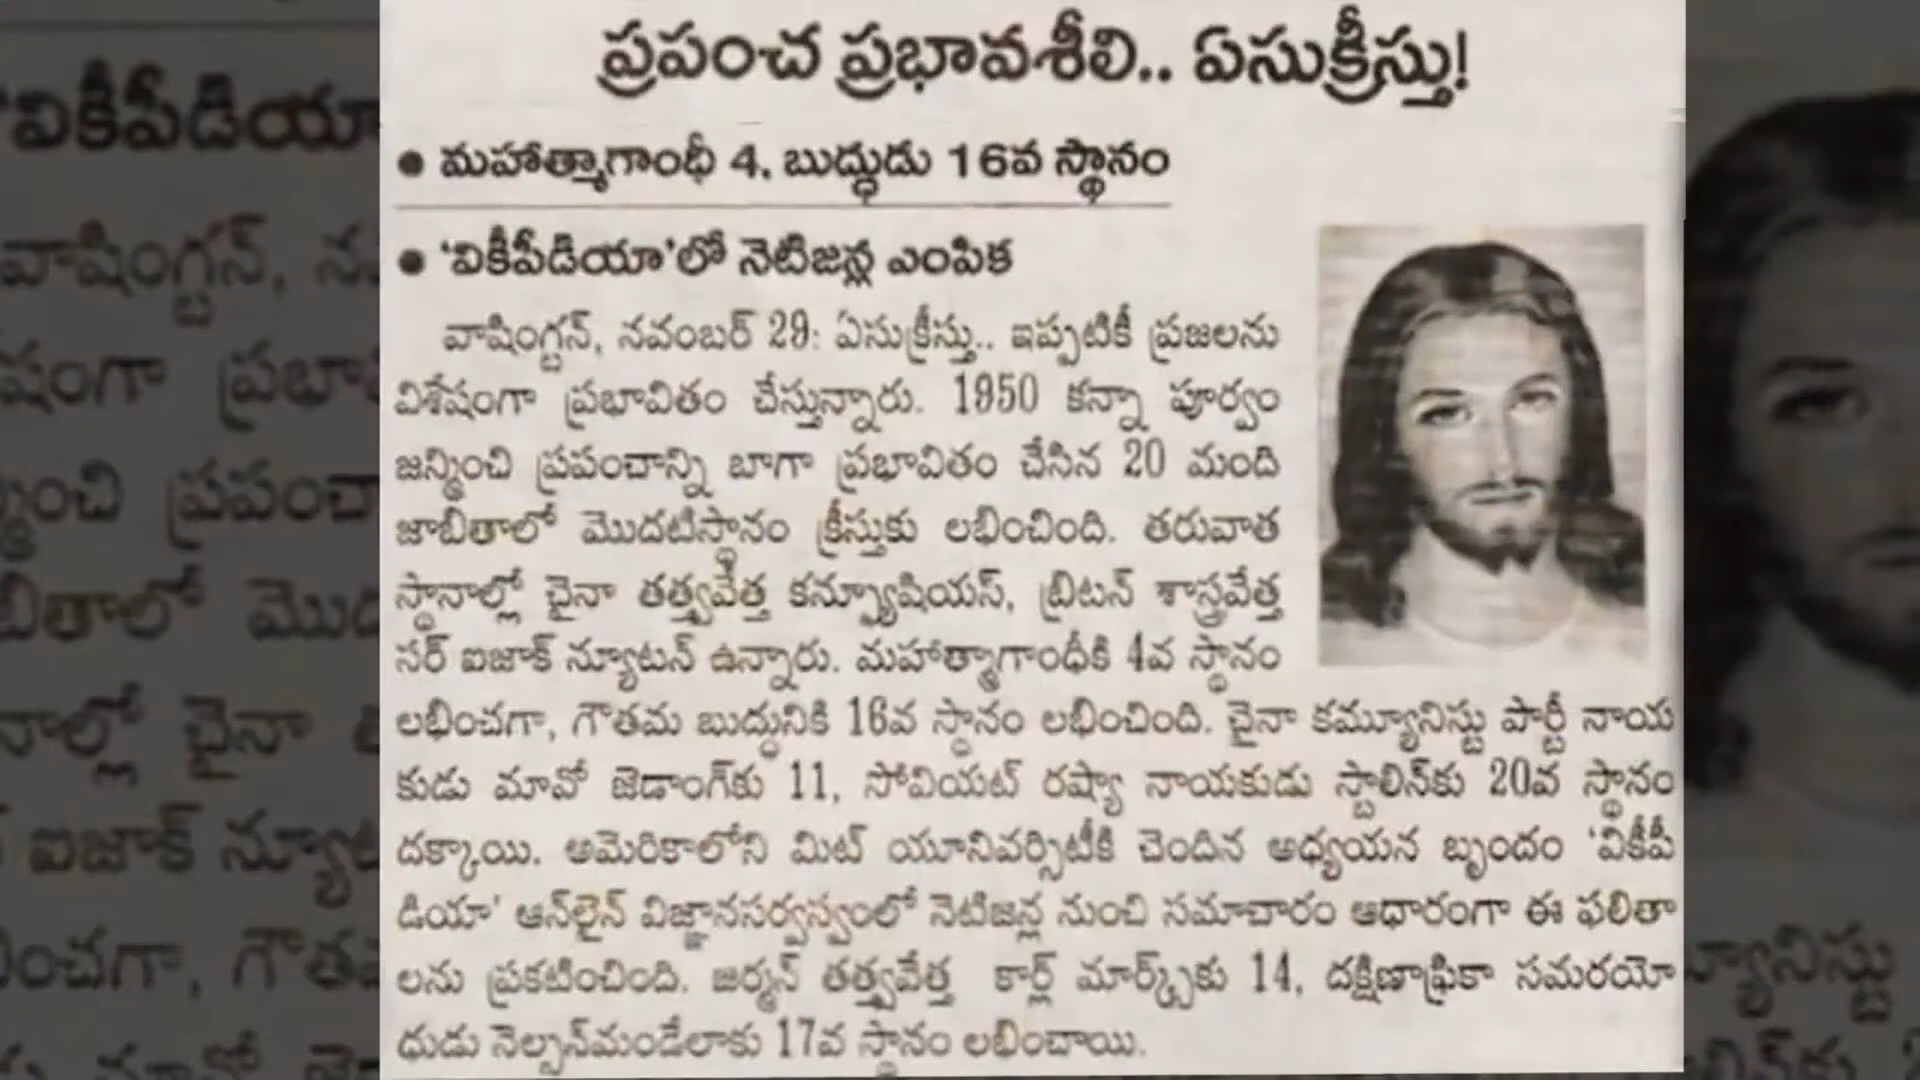 ప్రపంచ ప్రభావశీలి.. ఏసుక్రీస్తు!
• మహాత్మాగాంధీ 4, బుద్ధుడు 16వ స్థానం
• 'వికీపీడియా'లో నెటిజన్ల ఎంపిక
వాషింగ్టన్, నవంబర్ 29: ఏసుక్రీస్తు.. ఇప్పటికీ ప్రజలను
విశేషంగా ప్రభావితం చేస్తున్నారు. 1950 కన్నా పూర్వం
జన్మించి ప్రపంచాన్ని బాగా ప్రభావితం చేసిన 20 మంది
జాబితాలో మొదటిస్థానం క్రీస్తుకు లభించింది. తరువాత
స్థానాల్లో చైనా తత్త్వవేత్త కన్ఫ్యూషియస్, బ్రిటన్ శాస్త్రవేత్త
సర్ ఐజాక్ న్యూటన్ ఉన్నారు. మహాత్మాగాంధీకి 4వ స్థానం
లభించగా, గౌతమ బుద్ధునికి 16వ స్థానం లభించింది. చైనా కమ్యూనిస్టు పార్టీ నాయ
కుడు మావో జెడాంగ్‌కు 11, సోవియట్ రష్యా నాయకుడు స్టాలిన్‌కు 20వ స్థానం
దక్కాయి. అమెరికాలోని మిట్ యూనివర్సిటీకి చెందిన అధ్యయన బృందం 'వికీపీ
డియా' ఆన్‌లైన్ విజ్ఞానసర్వస్వంలో నెటిజన్ల నుంచి సమాచారం ఆధారంగా ఈ ఫలితా
లను ప్రకటించింది. జర్మన్ తత్త్వవేత్త కార్ల్ మార్క్స్‌కు 14, దక్షిణాఫ్రికా సమరయో
ధుడు నెల్సన్‌మండేలాకు 17వ స్థానం లభించాయి.